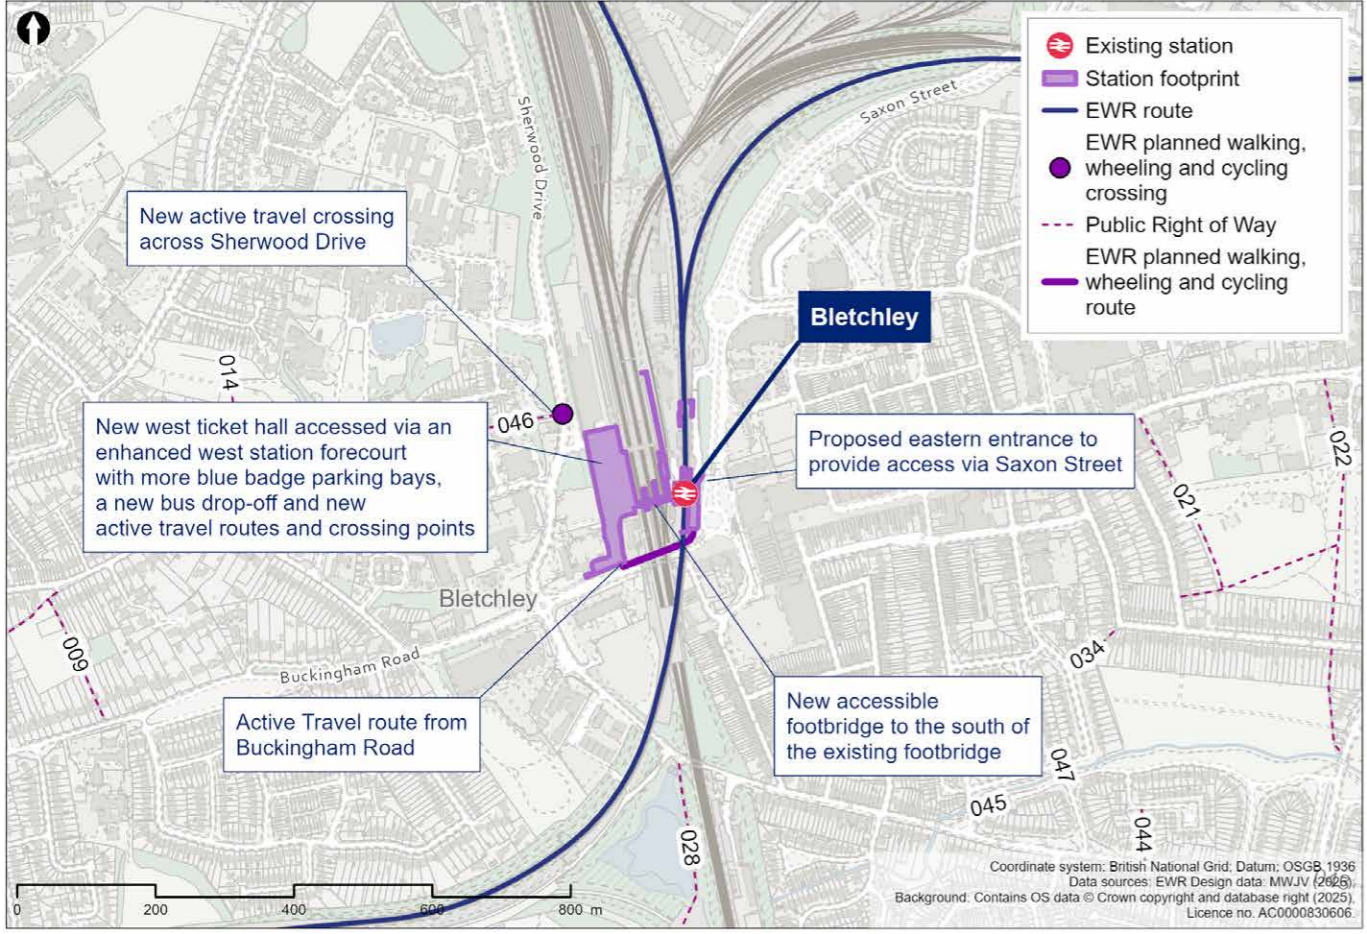 Existing station
Station footprint
EWR route
EWR planned walking,
wheeling and cycling
crossing
Public Right of Way
EWR planned walking,
wheeling and cycling
route
Saxon Street
Sherwood Drive
New active travel crossing
across Sherwood Drive
Bletchley
014
046
New west ticket hall accessed via an
enhanced west station forecourt
with more blue badge parking bays,
a new bus drop-off and new
active travel routes and crossing points
Proposed eastern entrance to
provide access via Saxon Street
022
021
Bletchley
009
Buckingham Road
034
Active Travel route from
Buckingham Road
New accessible
footbridge to the south of
the existing footbridge
047
045
044
028
Coordinate system: British National Grid; Datum: OSGB 1936
Data sources: EWR Design data: MWJV (2025),
Background: Contains OS data © Crown copyright and database right (2025),
Licence no. AC0000830606.
0 200 400 600 800 m